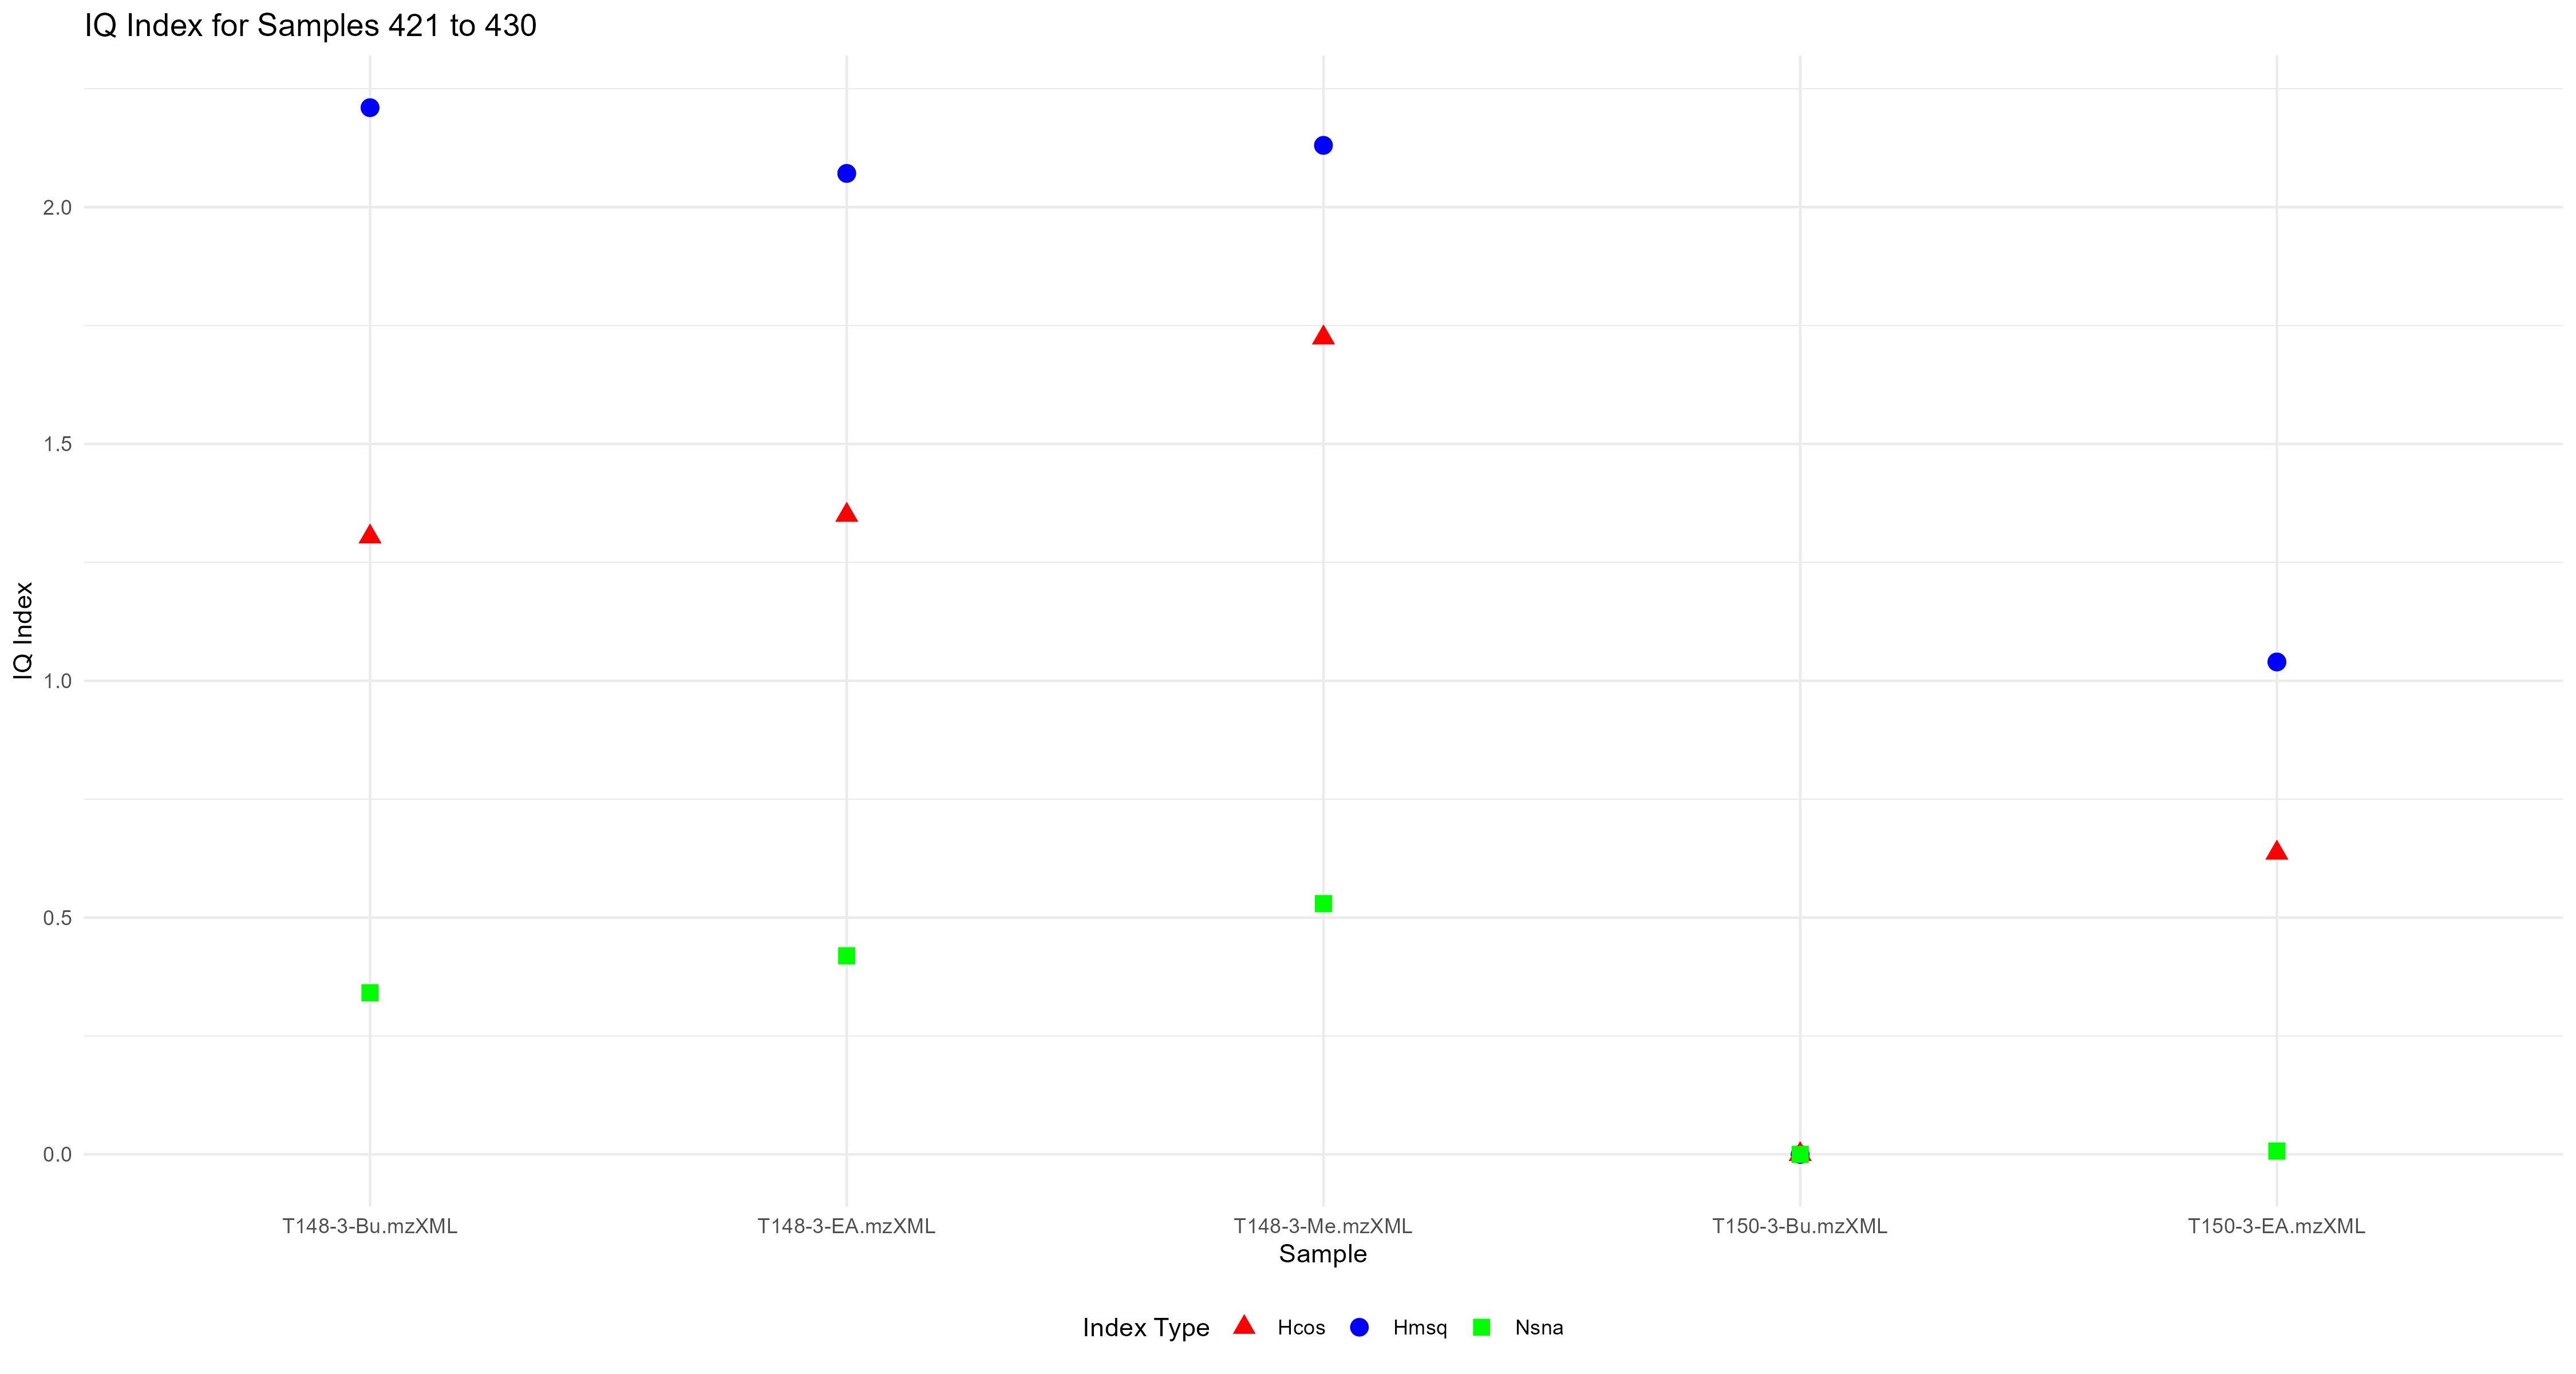 IQ Index for Samples 421 to 430
IQ Index
2.0
1.5
1.0
0.5
0.0
T148-3-Bu.mzXML T148-3-EA.mzXML T148-3-Me.mzXML T150-3-Bu.mzXML T150-3-EA.mzXML
Sample
Index Type Hcos Hmsq Nsna